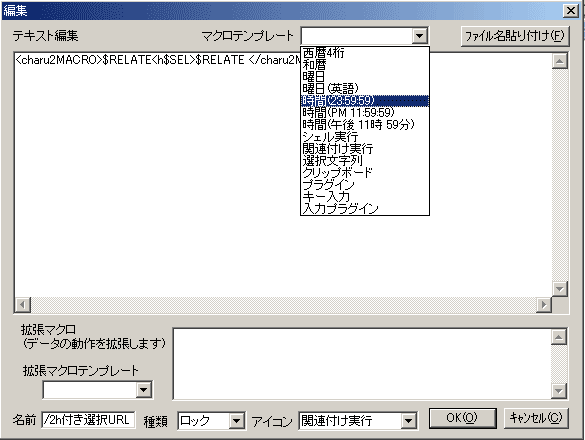 編集
テキスト編集 マクロテンプレート ファイル名貼り付け(F)
<charu2MACRO>$RELATE<h$SEL>$RELATE </charu2M
西暦4桁
和暦
曜日
曜日(英語)
時間(23:59:59)
時間(PM 11:59:59)
時間(午後 11時 59分)
シェル実行
関連付け実行
選択文字列
クリップボード
プラグイン
キー入力
入力プラグイン
拡張マクロ
(データの動作を拡張します)
拡張マクロテンプレート
名前 /2h付き選択URL 種類 ロック アイコン 関連付け実行 OK(O) キャンセル(C)